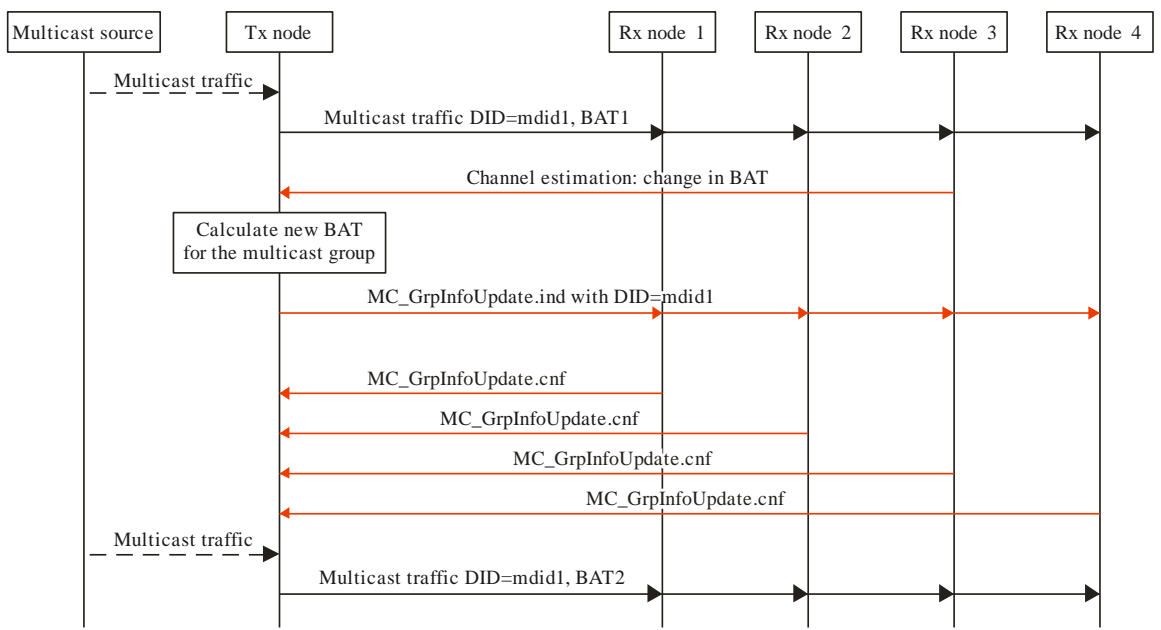 Multicast source
Tx node
Rx node 1
Rx node 2
Rx node 3
Rx node 4
Multicast traffic
Multicast traffic DID=mdid1, BAT1
Channel estimation: change in BAT
Calculate new BAT
for the multicast group
MC_GrpInfoUpdate.ind with DID=mdid1
MC_GrpInfoUpdate.cnf
MC_GrpInfoUpdate.cnf
MC_GrpInfoUpdate.cnf
MC_GrpInfoUpdate.cnf
Multicast traffic
Multicast traffic DID=mdid1, BAT2